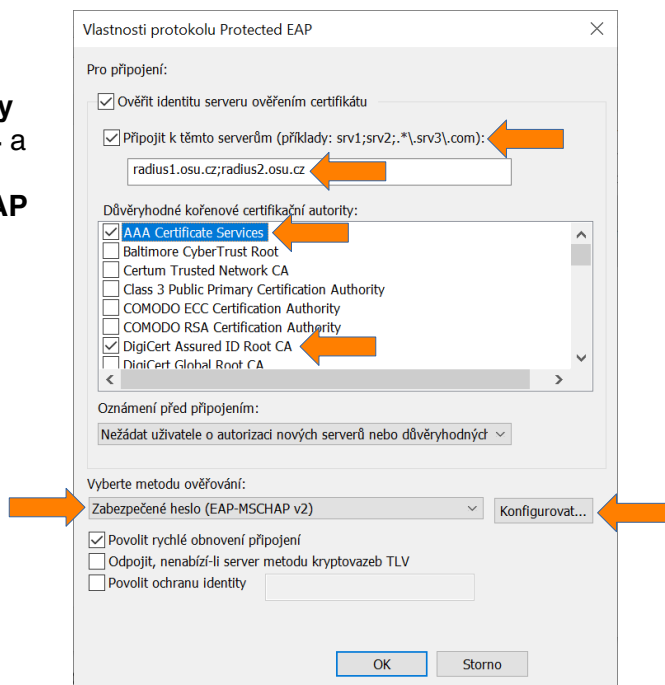 Vlastnosti protokolu Protected EAP
Pro připojení:
y
a
AP
Ověřit identitu serveru ověřením certifikátu
Připojit k těmto serverům (příklady: srv1;srv2;.*\.srv3\.com):
radius1.osu.cz;radius2.osu.cz
Důvěryhodné kořenové certifikační autority:
AAA Certificate Services
Baltimore CyberTrust Root
Certum Trusted Network CA
Class 3 Public Primary Certification Authority
COMODO ECC Certification Authority
COMODO RSA Certification Authority
DigiCert Assured ID Root CA
DigiCert Global Root CA
Oznámení před připojením:
Nežádat uživatele o autorizaci nových serverů nebo důvěryhodných
Vyberte metodu ověřování:
Zabezpečené heslo (EAP-MSCHAP v2)
Konfigurovat...
Povolit rychlé obnovení připojení
Odpojit, nenabízí-li server metodu kryptovazeb TLV
Povolit ochranu identity
OK
Storno